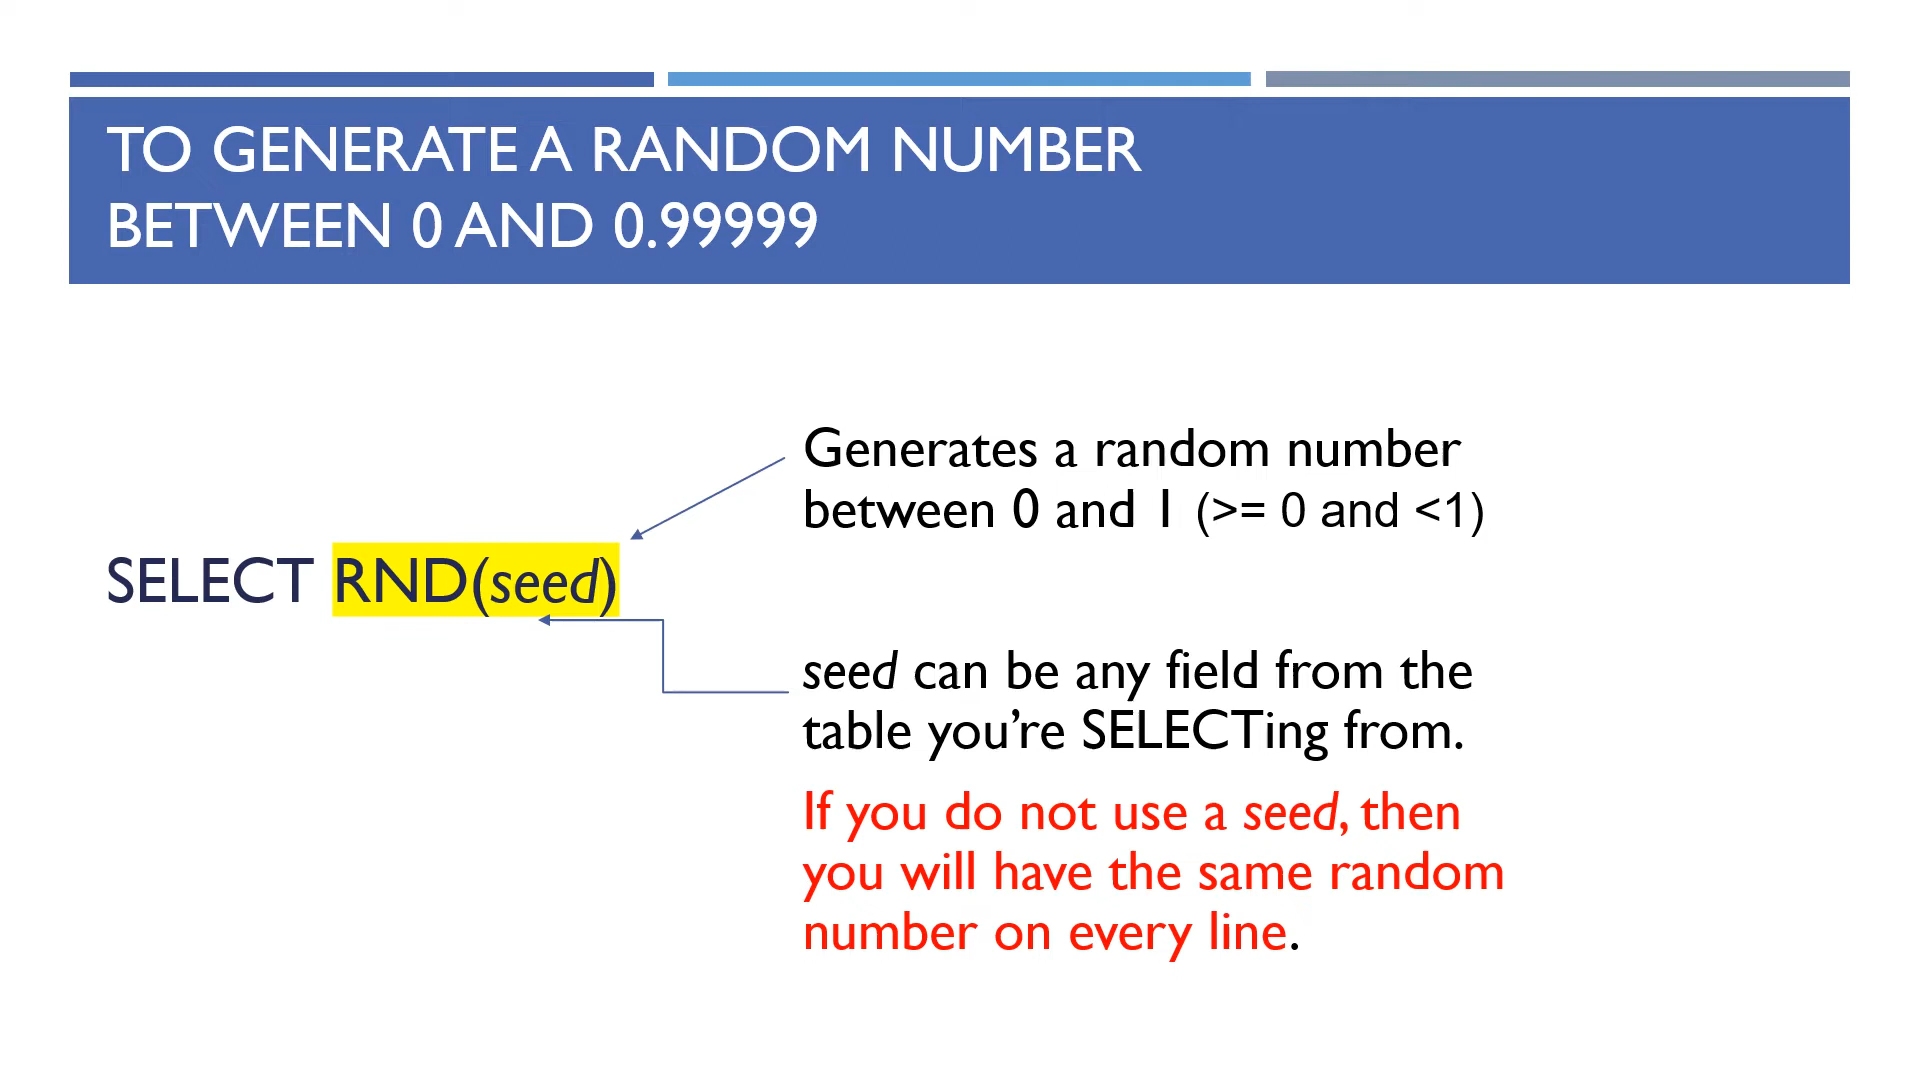 TO GENERATE A RANDOM NUMBER
BETWEEN 0 AND 0.99999
Generates a random number
between 0 and 1 (>= 0 and <1)
SELECT RND(seed)
seed can be any field from the
table you’re SELECTing from.
If you do not use a seed, then
you will have the same random
number on every line.